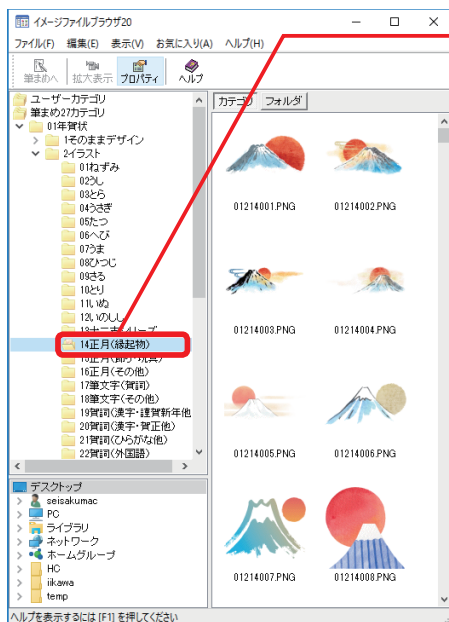 イメージファイルブラウザ20
ファイル(F) 編集(E) 表示(V) お気に入り(A) ヘルプ(H)
筆まめへ 拡大表示 プロパティ ヘルプ
ユーザーカテゴリ
筆まめ27カテゴリ
01年賀状
1そのままデザイン
2イラスト
01ねずみ
02うし
03とら
04うさぎ
05たつ
06へび
07うま
08ひつじ
09さる
10とり
11いぬ
12いのしし
14正月(縁起物)
16正月(その他)
17筆文字(賀詞)
18筆文字(その他)
19賀詞(漢字・謹賀新年他
20賀詞(漢字・賀正他)
21賀詞(ひらがな他)
22賀詞(外国語)
デスクトップ
seisakumac
PC
ライブラリ
ネットワーク
ホームグループ
HC
iikawa
temp
カテゴリ フォルダ
01214001.PNG 01214002.PNG
01214003.PNG 01214004.PNG
01214005.PNG 01214006.PNG
01214007.PNG 01214008.PNG
ヘルプを表示するには [F1] を押してください